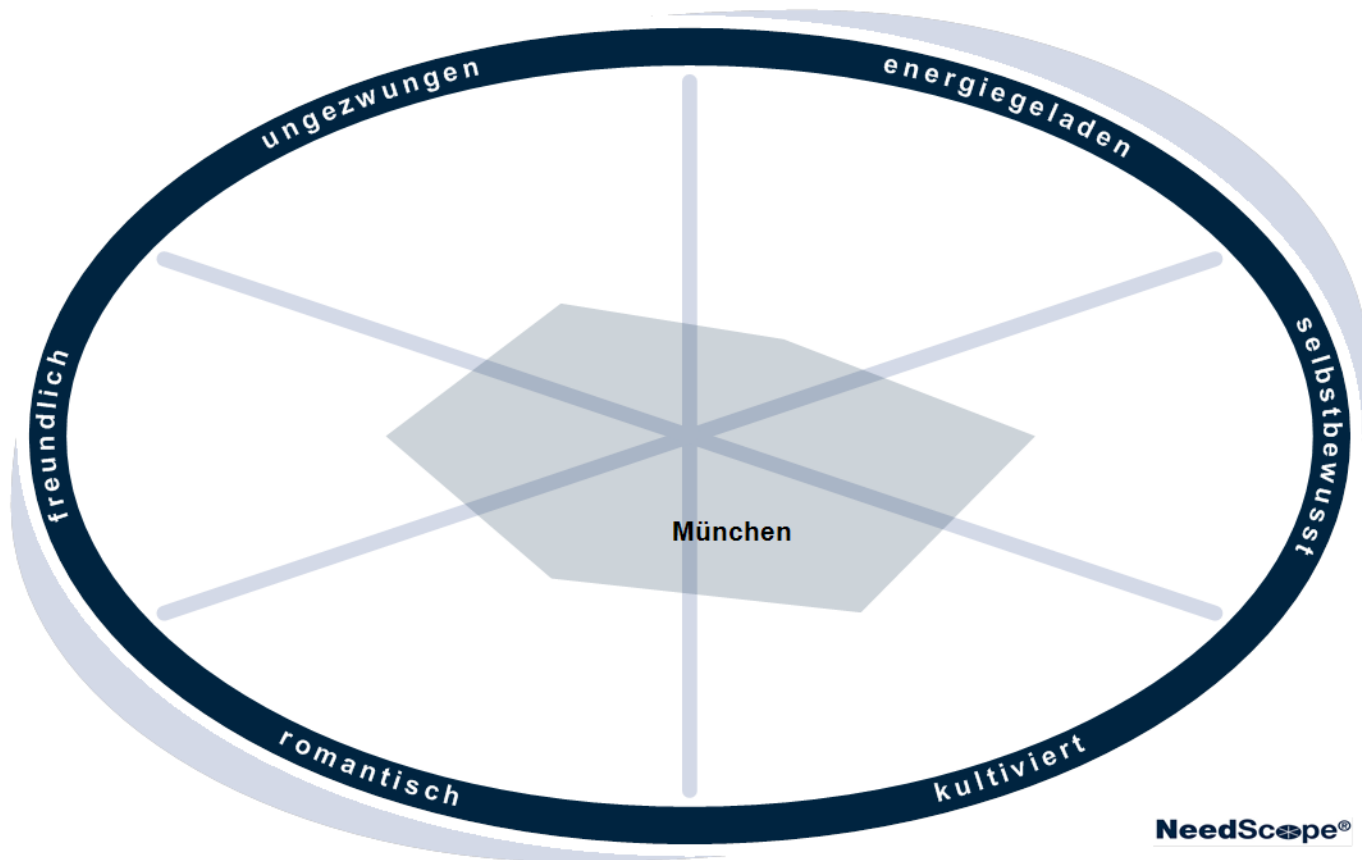 ungezwungen
energiegeladen
freundlich
selbstbewusst
München
romantisch
kultiviert
NeedScope®